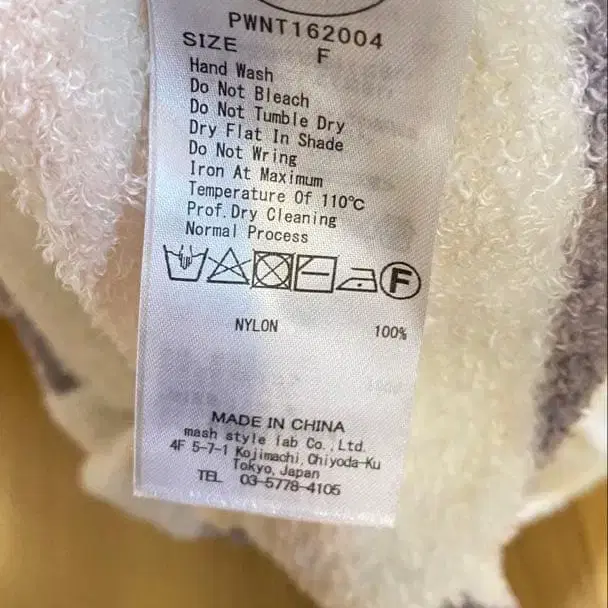 PWNT162004
SIZE F
Hand Wash
Do Not Bleach
Do Not Tumble Dry
Dry Flat In Shade
Do Not Wring
Iron At Maximum
Temperature Of 110℃
Prof.Dry Cleaning
Normal Process
F
NYLON 100%
MADE IN CHINA
mash style lab Co.,Ltd.
4F 5-7-1 Kojimachi,Chiyoda-Ku
Tokyo,Japan
TEL 03-5778-4105